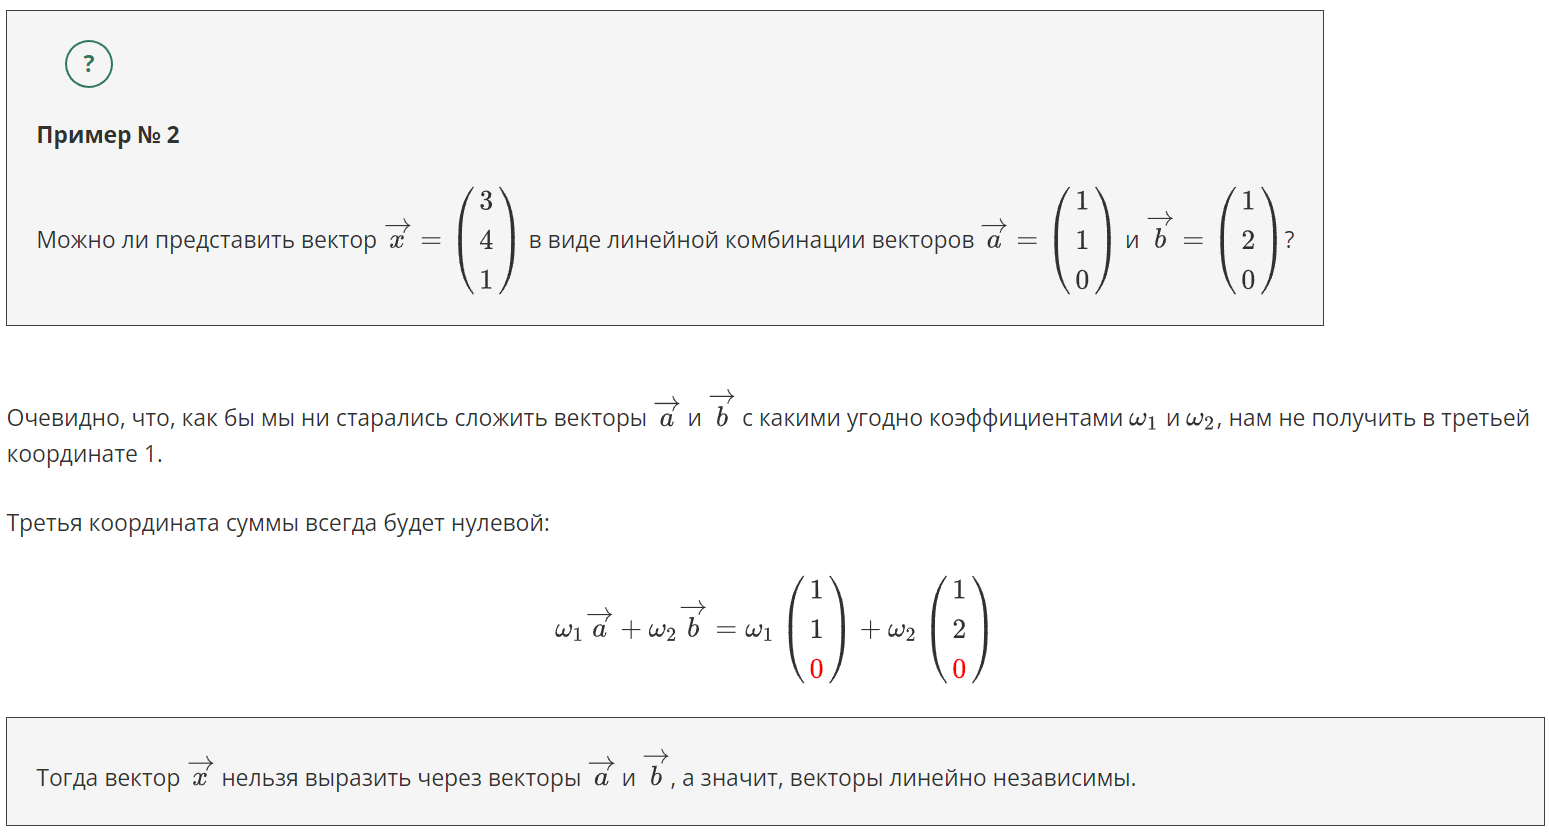 ?
Пример № 2
Можно ли представить вектор $\overrightarrow{x} = \begin{pmatrix} 3 \\ 4 \\ 1 \end{pmatrix}$ в виде линейной комбинации векторов $\overrightarrow{a} = \begin{pmatrix} 1 \\ 1 \\ 0 \end{pmatrix}$ и $\overrightarrow{b} = \begin{pmatrix} 1 \\ 2 \\ 0 \end{pmatrix}$?
Очевидно, что, как бы мы ни старались сложить векторы $\overrightarrow{a}$ и $\overrightarrow{b}$ с какими угодно коэффициентами $\omega_1$ и $\omega_2$, нам не получить в третьей
координате 1.
Третья координата суммы всегда будет нулевой:
$\omega_1 \overrightarrow{a} + \omega_2 \overrightarrow{b} = \omega_1 \begin{pmatrix} 1 \\ 1 \\ 0 \end{pmatrix} + \omega_2 \begin{pmatrix} 1 \\ 2 \\ 0 \end{pmatrix}$
Тогда вектор $\overrightarrow{x}$ нельзя выразить через векторы $\overrightarrow{a}$ и $\overrightarrow{b}$, а значит, векторы линейно независимы.